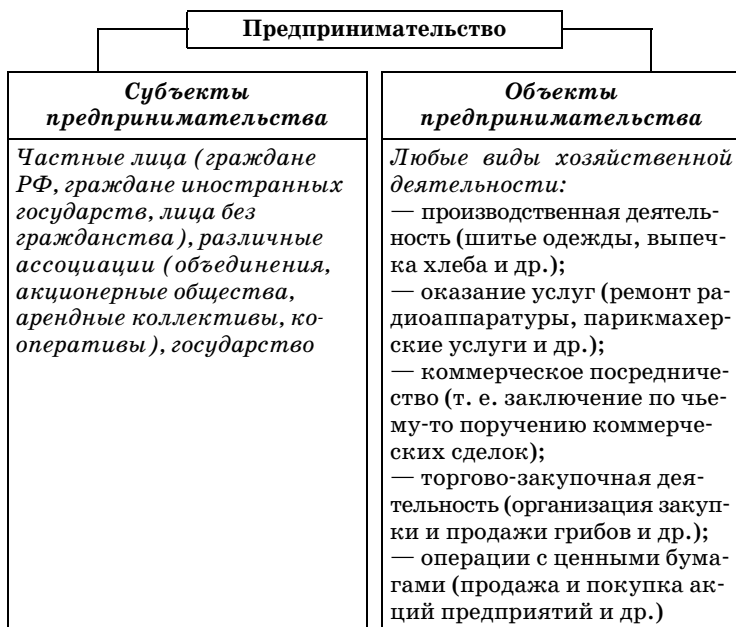 Предпринимательство
Субъекты
предпринимательства
Частные лица (граждане
РФ, граждане иностранных
государств, лица без
гражданства), различные
ассоциации (объединения,
акционерные общества,
арендные коллективы, ко-
оперативы), государство
Объекты
предпринимательства
Любые виды хозяйственной
деятельности:
— производственная деятель-
ность (шитье одежды, выпеч-
ка хлеба и др.);
— оказание услуг (ремонт ра-
диоаппаратуры, парикмахер-
ские услуги и др.);
— коммерческое посредниче-
ство (т. е. заключение по чье-
му-то поручению коммерче-
ских сделок);
— торгово-закупочная дея-
тельность (организация закуп-
ки и продажи грибов и др.);
— операции с ценными бума-
гами (продажа и покупка ак-
ций предприятий и др.)